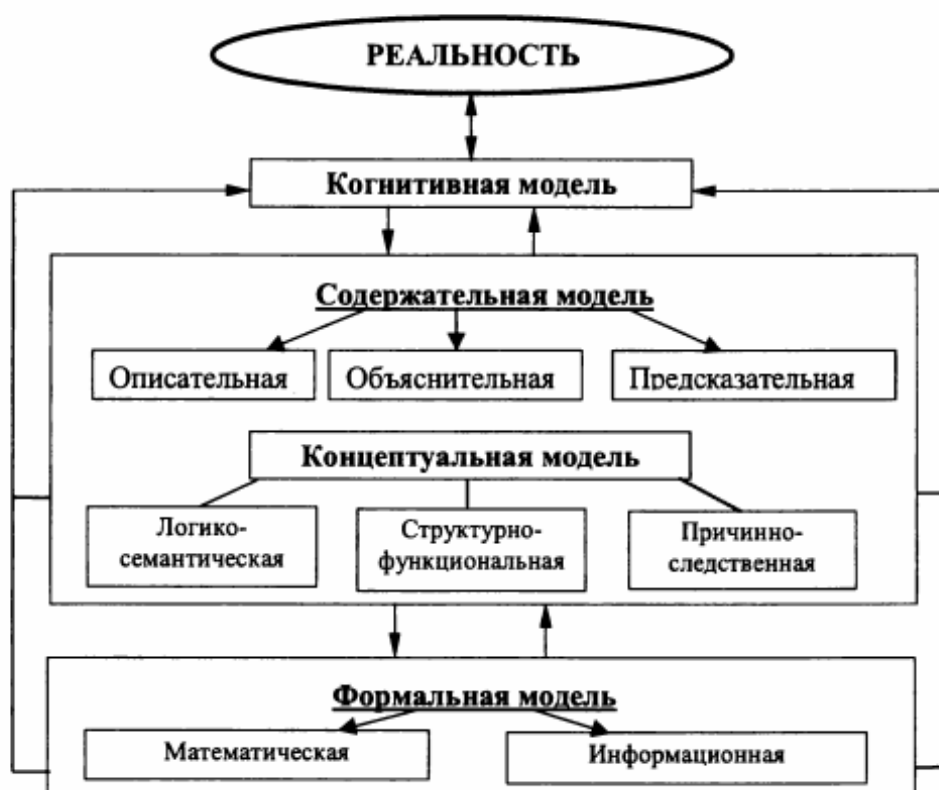 РЕАЛЬНОСТЬ
Когнитивная модель
Содержательная модель
Описательная
Объяснительная
Предсказательная
Концептуальная модель
Логико-
семантическая
Структурно-
функциональная
Причинно-
следственная
Формальная модель
Математическая
Информационная